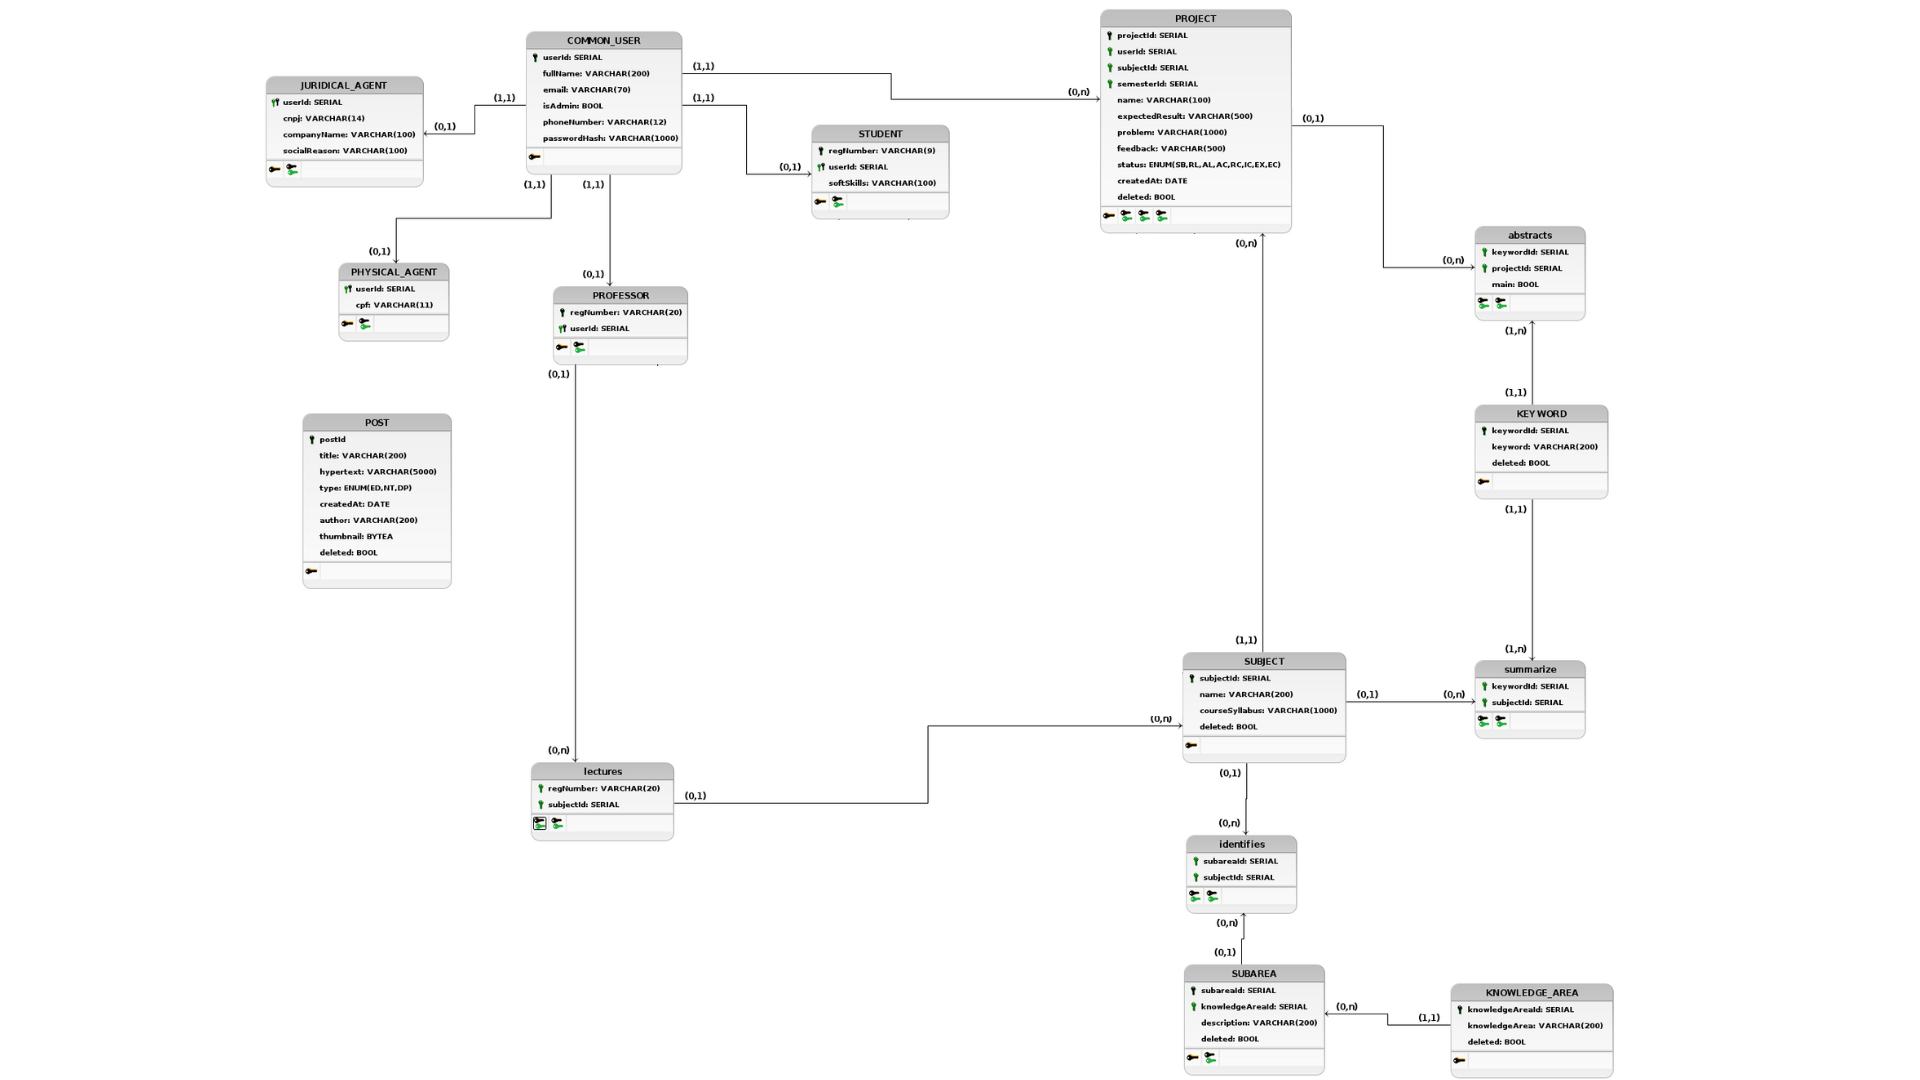 PROJECT
projectId: SERIAL
userId: SERIAL
subjectId: SERIAL
semesterId: SERIAL
name: VARCHAR(100)
expectedResult: VARCHAR(500)
problem: VARCHAR(1000)
feedback: VARCHAR(500)
status: ENUM(SB,RL,AL,AC,RC,IC,EX,EC)
createdAt: DATE
deleted: BOOL
(0,1)
(0,n)
COMMON_USER
userId: SERIAL
fullName: VARCHAR(200)
email: VARCHAR(70)
isAdmin: BOOL
phoneNumber: VARCHAR(12)
passwordHash: VARCHAR(1000)
(1,1)
(0,n)
(1,1)
(0,1)
(1,1)
(0,1)
(1,1)
(0,1)
(1,1)
(0,1)
JURIDICAL_AGENT
userId: SERIAL
cnpj: VARCHAR(14)
companyName: VARCHAR(100)
socialReason: VARCHAR(100)
STUDENT
regNumber: VARCHAR(9)
userId: SERIAL
softSkills: VARCHAR(100)
PHYSICAL_AGENT
userId: SERIAL
cpf: VARCHAR(11)
PROFESSOR
regNumber: VARCHAR(20)
userId: SERIAL
(0,1)
(0,n)
abstracts
keywordId: SERIAL
projectId: SERIAL
main: BOOL
(0,n)
(1,n)
(1,1)
KEYWORD
keywordId: SERIAL
keyword: VARCHAR(200)
deleted: BOOL
(1,1)
(1,n)
POST
postId
title: VARCHAR(200)
hypertext: VARCHAR(5000)
type: ENUM(ED,NT,DP)
createdAt: DATE
author: VARCHAR(200)
thumbnail: BYTEA
deleted: BOOL
(1,1)
SUBJECT
subjectId: SERIAL
name: VARCHAR(200)
courseSyllabus: VARCHAR(1000)
deleted: BOOL
(0,1)
(0,n)
summarize
keywordId: SERIAL
subjectId: SERIAL
lectures
regNumber: VARCHAR(20)
subjectId: SERIAL
(0,1)
(0,n)
(0,1)
(0,n)
identifies
subareaId: SERIAL
subjectId: SERIAL
(0,n)
(0,1)
SUBAREA
subareaId: SERIAL
knowledgeAreaId: SERIAL
description: VARCHAR(200)
deleted: BOOL
(0,n)
(1,1)
KNOWLEDGE_AREA
knowledgeAreaId: SERIAL
knowledgeArea: VARCHAR(200)
deleted: BOOL